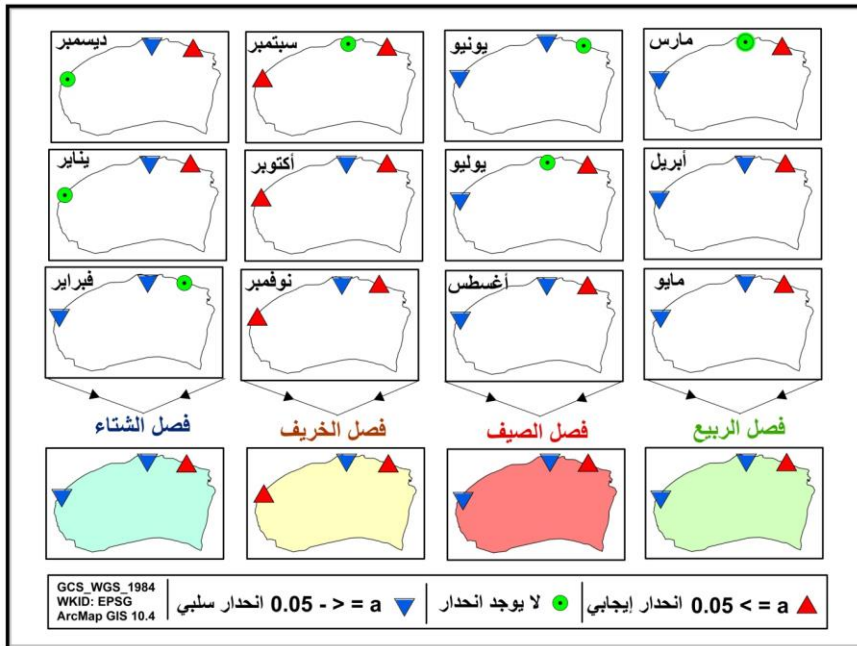 مارس
يونيو
سبتمبر
ديسمبر
أبريل
يوليو
أكتوبر
يناير
مايو
أغسطس
نوفمبر
فبراير
فصل الربيع
فصل الصيف
فصل الخريف
فصل الشتاء
0.05 < = a انحدار إيجابي
لا يوجد انحدار
0.05 - > = a انحدار سلبي
GCS_WGS_1984
WKID: EPSG
ArcMap GIS 10.4